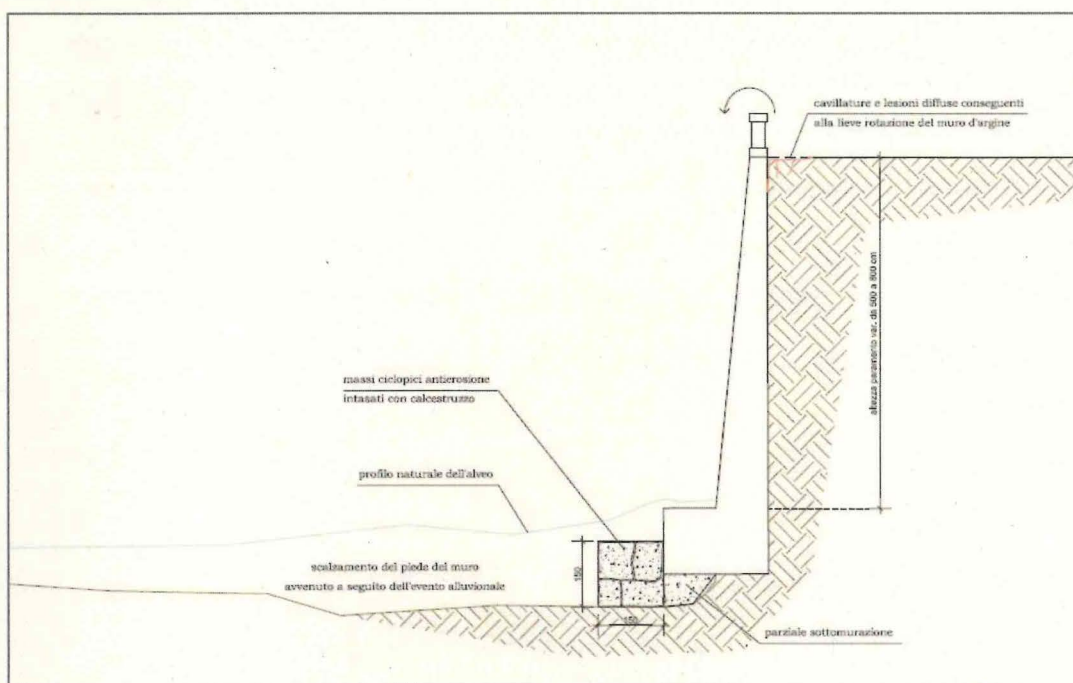 cavillature e lesioni diffuse conseguenti
alla lieve rotazione del muro d'argine
altezza paramento var. da 500 a 800 cm
massi ciclopici antierosione
intasati con calcestruzzo
profilo naturale dell'alveo
scalzamento del piede del muro
avvenuto a seguito dell'evento alluvionale
150
150
parziale sottomurazione